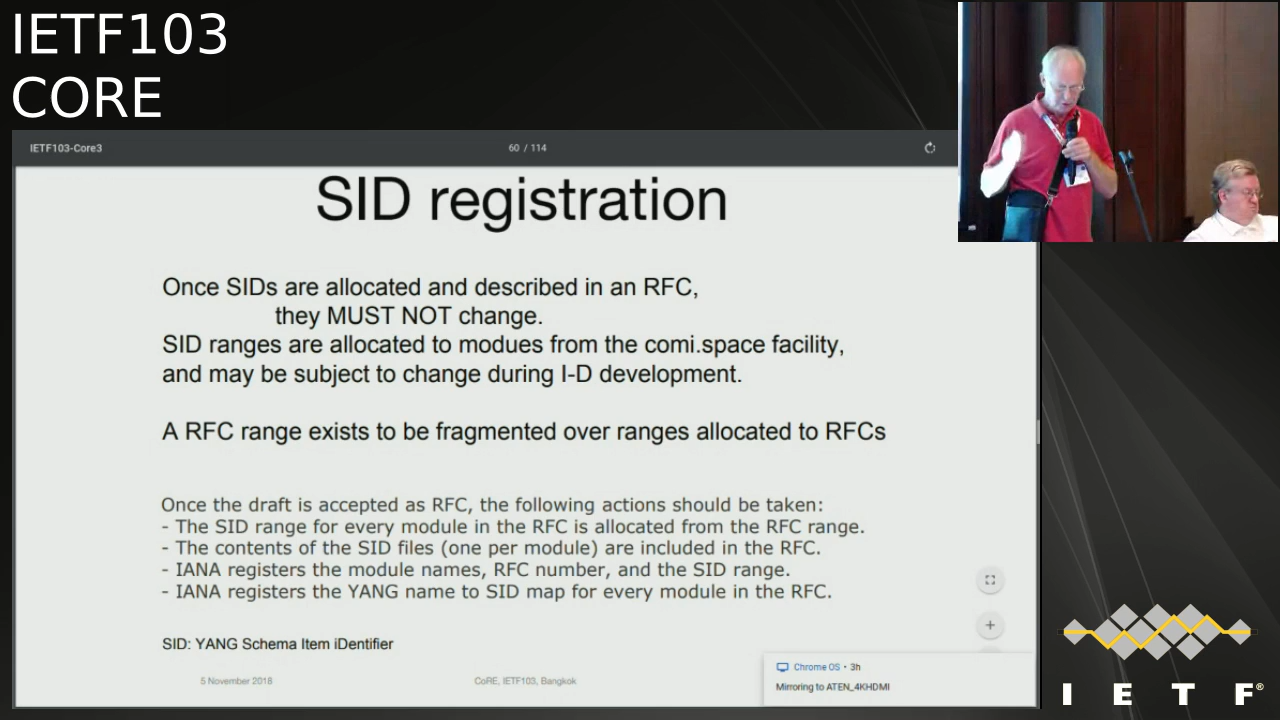 IETF103
CORE
IETF103-Core3
60 / 114
SID registration
Once SIDs are allocated and described in an RFC,
they MUST NOT change.
SID ranges are allocated to modues from the comi.space facility,
and may be subject to change during I-D development.
A RFC range exists to be fragmented over ranges allocated to RFCs
Once the draft is accepted as RFC, the following actions should be taken:
- The SID range for every module in the RFC is allocated from the RFC range.
- The contents of the SID files (one per module) are included in the RFC.
- IANA registers the module names, RFC number, and the SID range.
- IANA registers the YANG name to SID map for every module in the RFC.
SID: YANG Schema Item iDentifier
5 November 2018
CoRE, IETF103, Bangkok
Chrome OS • 3h
Mirroring to ATEN_4KHDMI
I E T F®